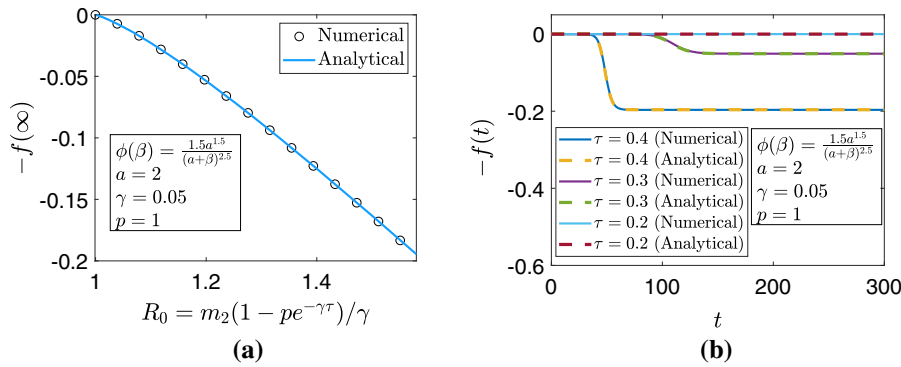 0
-0.05
-0.1
-0.15
-0.2
1
1.2
1.4
-f(∞)
R_0 = m_2(1 - pe^{-γτ})/γ
Numerical
Analytical
φ(β) = \frac{1.5a^{1.5}}{(a+β)^{2.5}}
a = 2
γ = 0.05
p = 1
(a)
0
-0.2
-0.4
-0.6
0
100
200
300
-f(t)
t
τ = 0.4 (Numerical)
τ = 0.4 (Analytical)
τ = 0.3 (Numerical)
τ = 0.3 (Analytical)
τ = 0.2 (Numerical)
τ = 0.2 (Analytical)
φ(β) = \frac{1.5a^{1.5}}{(a+β)^{2.5}}
a = 2
γ = 0.05
p = 1
(b)